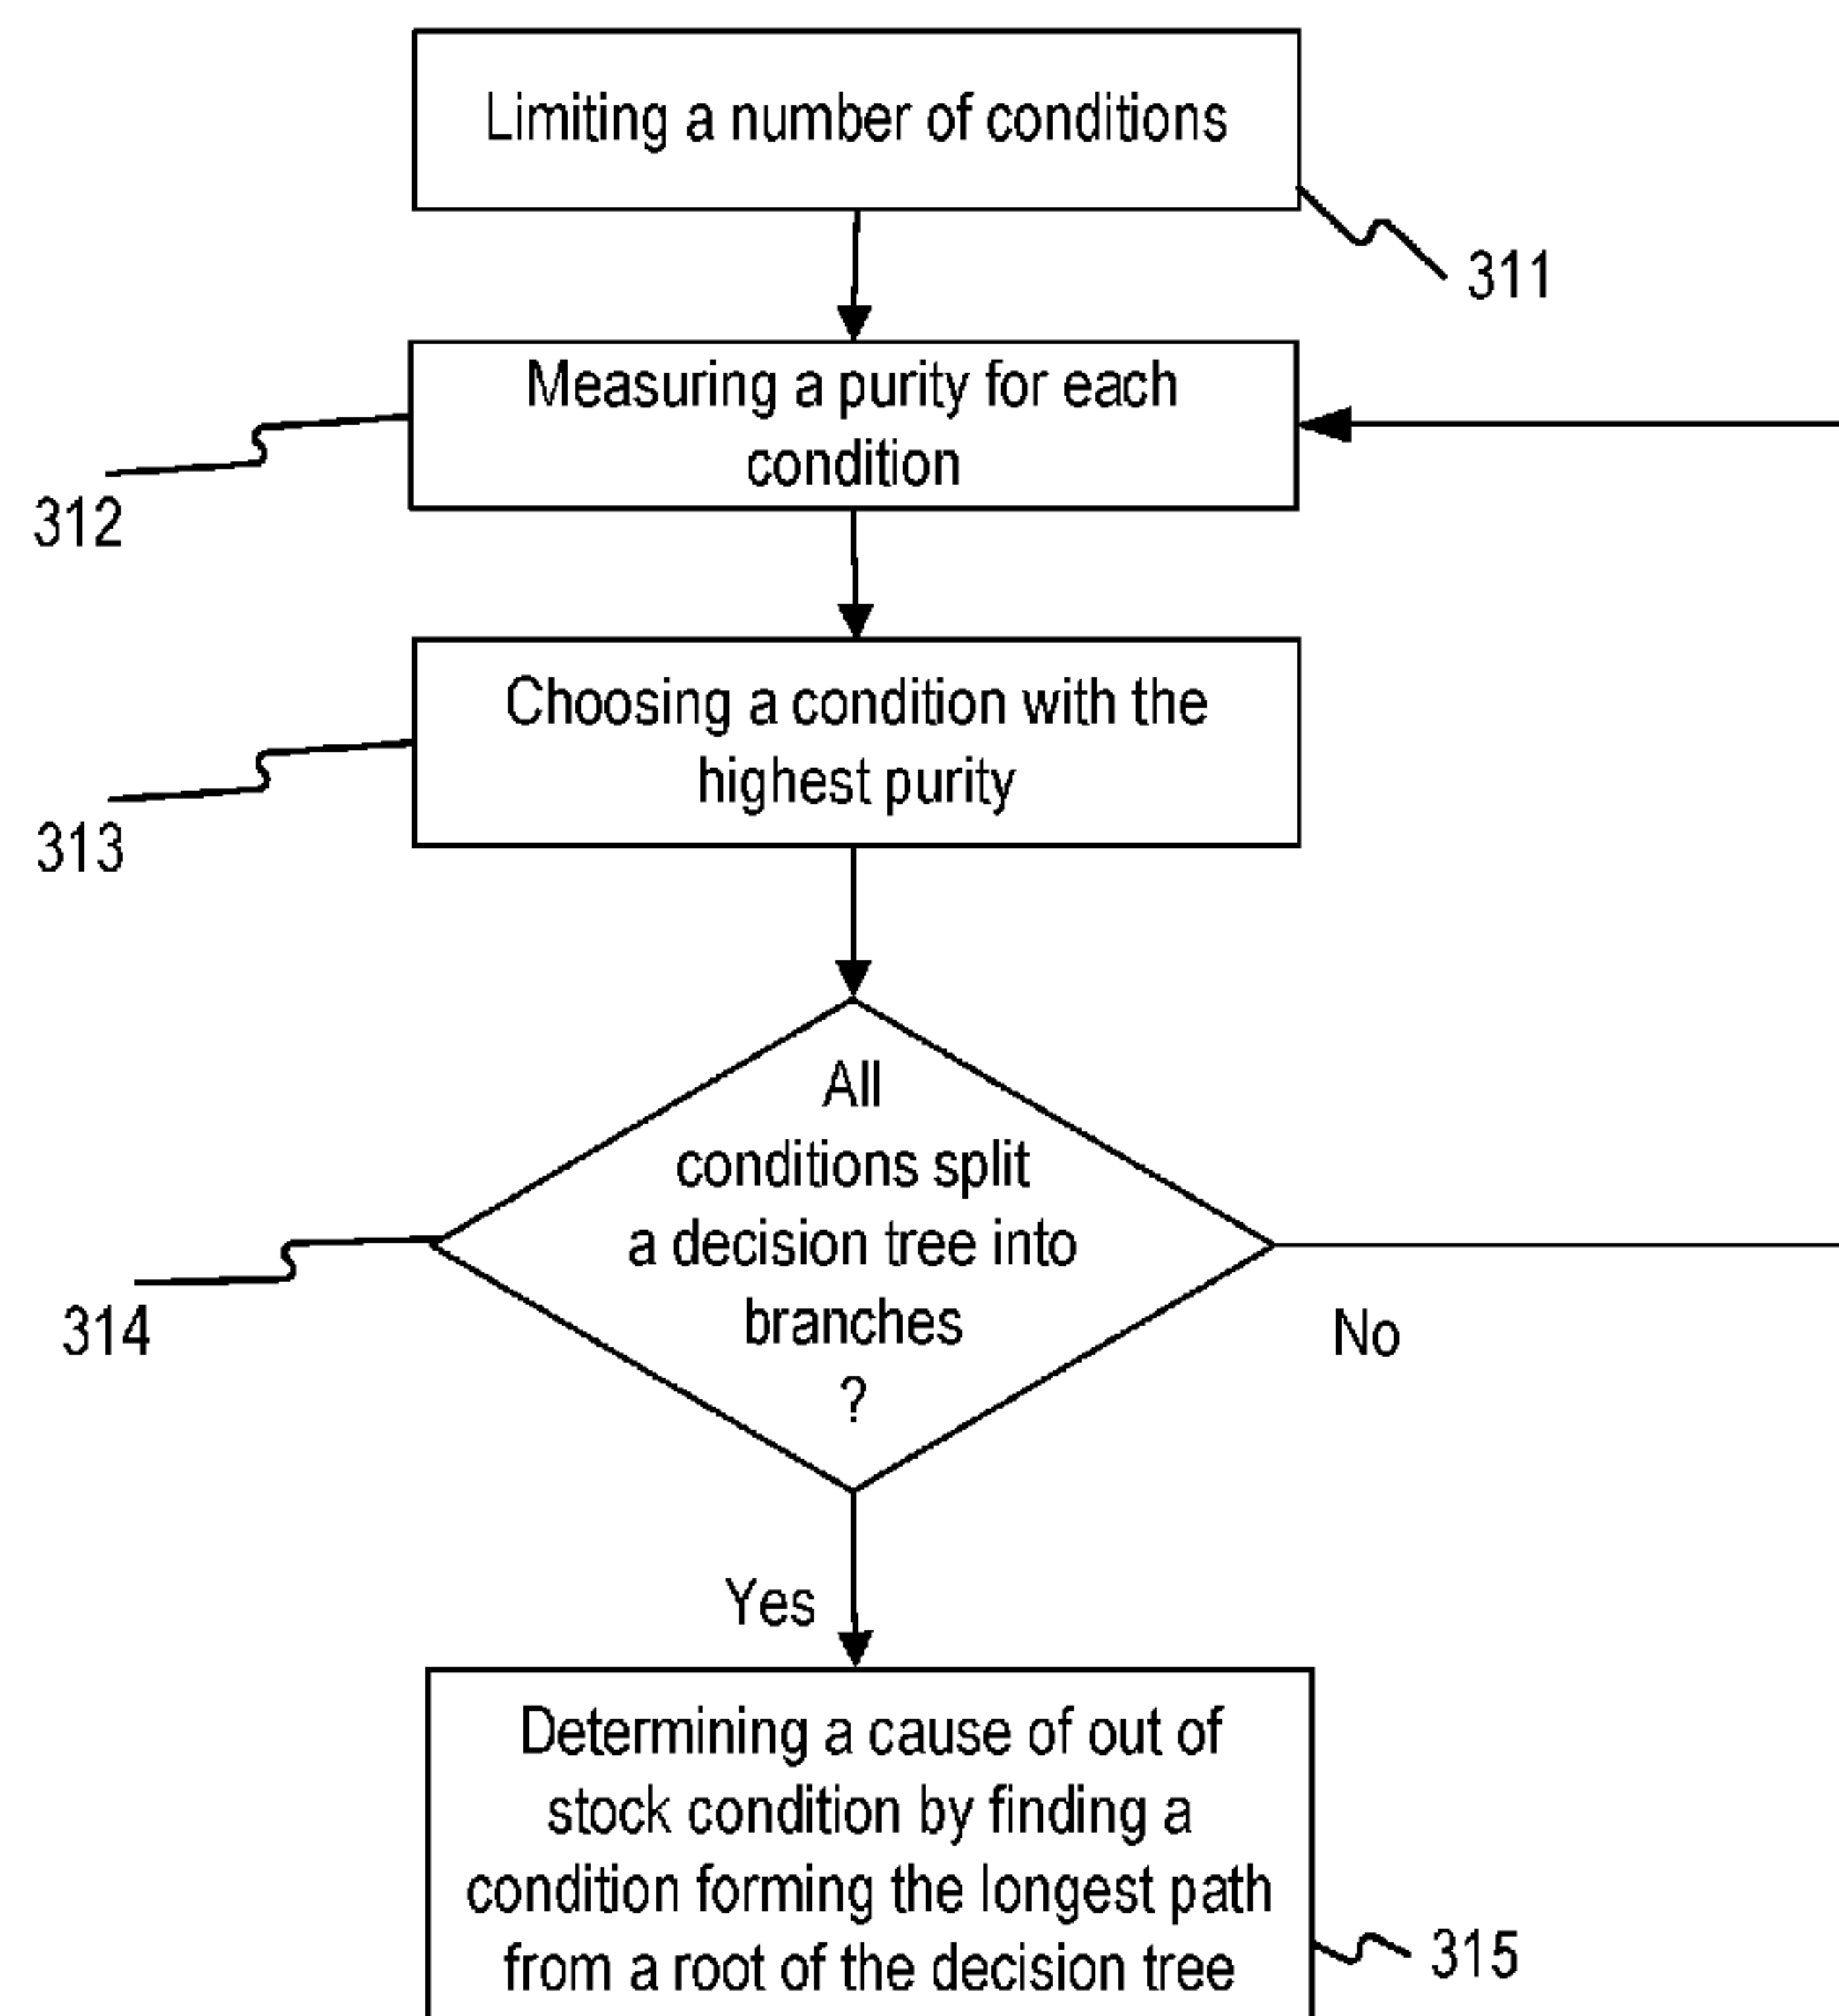 Limiting a number of conditions
311
Measuring a purity for each
condition
312
Choosing a condition with the
highest purity
313
All
conditions split
a decision tree into
branches
?
314
No
Yes
Determining a cause of out of
stock condition by finding a
condition forming the longest path
from a root of the decision tree
315